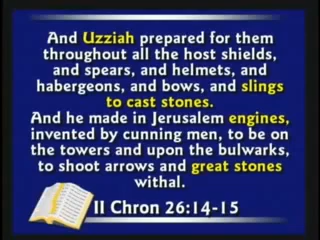 And Uzziah prepared for them
throughout all the host shields,
and spears, and helmets, and
habergeons, and bows, and slings
to cast stones.
And he made in Jerusalem engines,
invented by cunning men, to be on
the towers and upon the bulwarks,
to shoot arrows and great stones
withal.
II Chron 26:14-15